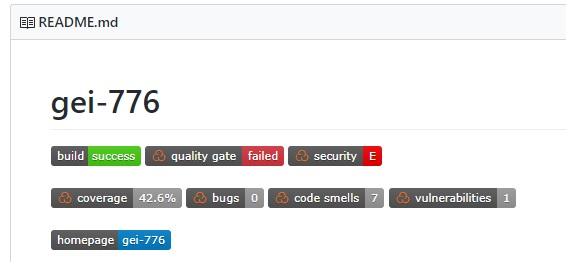 README.md
gei-776
build success quality gate failed security E
coverage 42.6% bugs 0 code smells 7 vulnerabilities 1
homepage gei-776